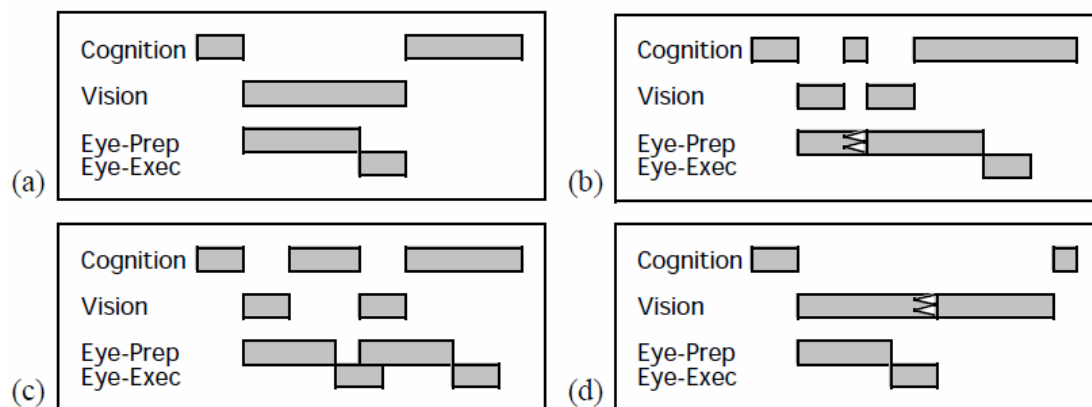 Cognition
Vision
Eye-Prep
Eye-Exec
(a)
Cognition
Vision
Eye-Prep
Eye-Exec
(b)
Cognition
Vision
Eye-Prep
Eye-Exec
(c)
Cognition
Vision
Eye-Prep
Eye-Exec
(d)